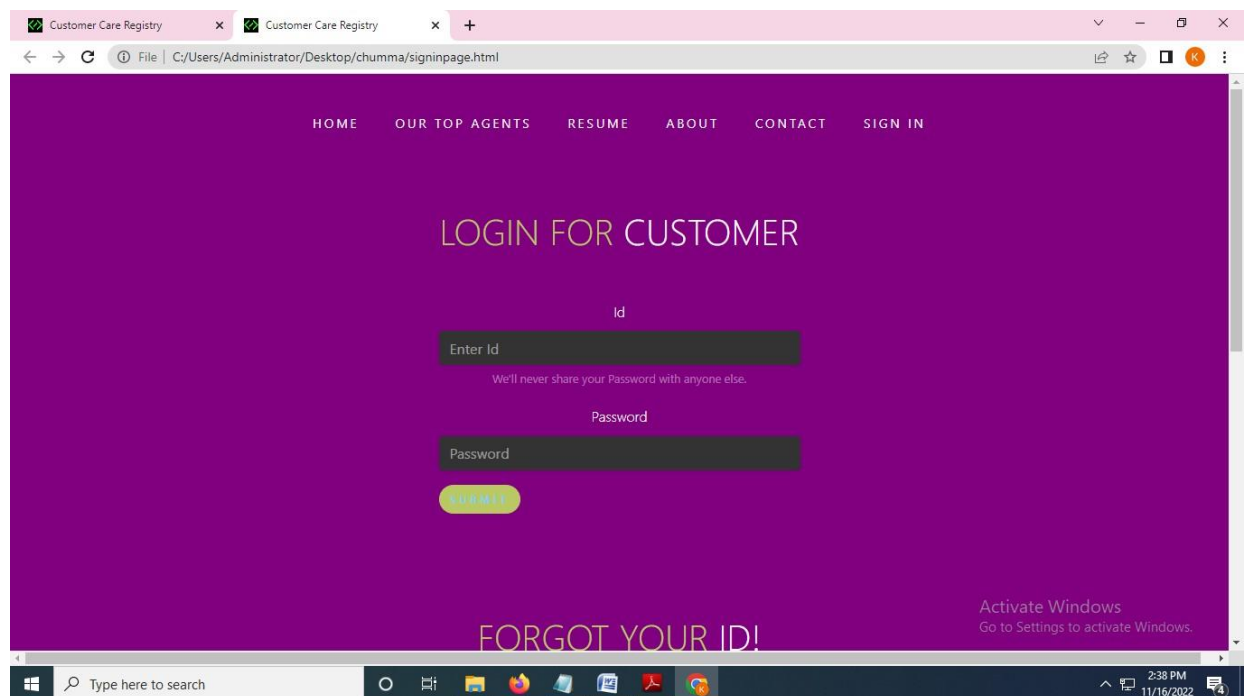 Customer Care Registry
Customer Care Registry
File | C:/Users/Administrator/Desktop/chumma/signinpage.html
K
HOME OUR TOP AGENTS RESUME ABOUT CONTACT SIGN IN
LOGIN FOR CUSTOMER
Id
Enter Id
We'll never share your Password with anyone else.
Password
Password
SUBMIT
FORGOT YOUR ID!
Activate Windows
Go to Settings to activate Windows.
Type here to search
2:38 PM
11/16/2022
4